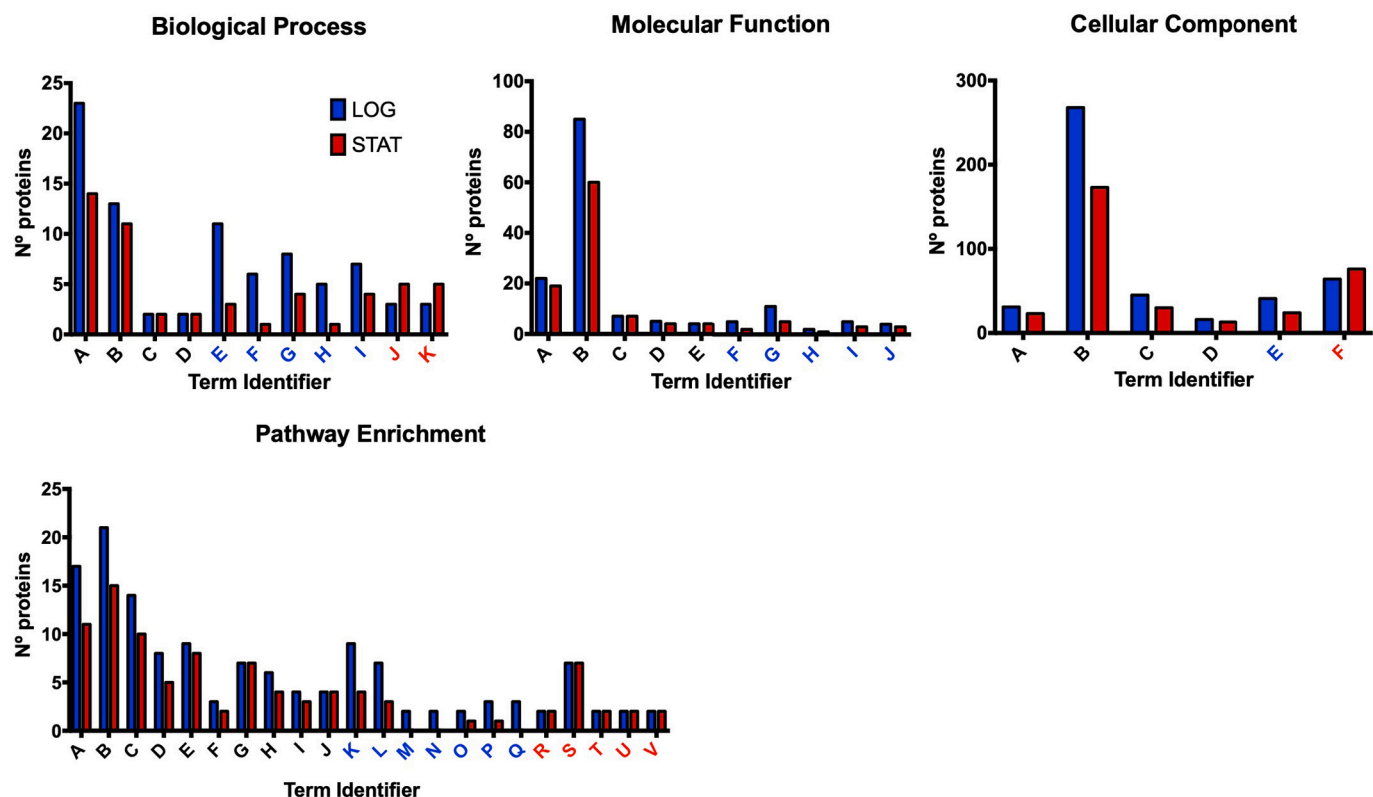 Biological Process
Molecular Function
Cellular Component
Nº proteins
25
20
15
10
5
0
LOG
STAT
A B C D E F G H I J K
Term Identifier
Nº proteins
100
80
60
40
20
0
A B C D E F G H I J
Term Identifier
Nº proteins
300
200
100
0
A B C D E F
Term Identifier
Pathway Enrichment
Nº proteins
25
20
15
10
5
0
A B C D E F G H I J K L M N O P Q R S T U V
Term Identifier